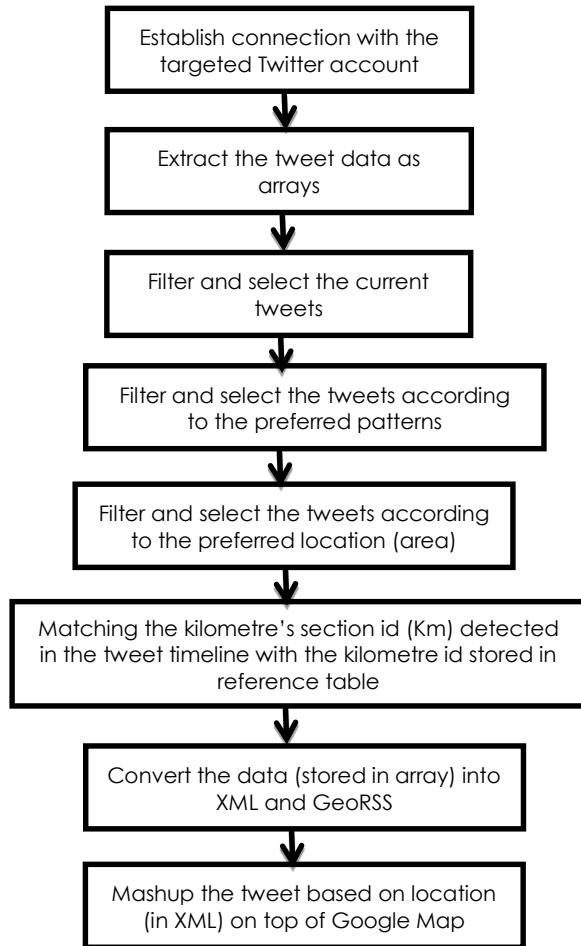 Establish connection with the
targeted Twitter account
Extract the tweet data as
arrays
Filter and select the current
tweets
Filter and select the tweets according
to the preferred patterns
Filter and select the tweets according
to the preferred location (area)
Matching the kilometre’s section id (Km) detected
in the tweet timeline with the kilometre id stored in
reference table
Convert the data (stored in array) into
XML and GeoRSS
Mashup the tweet based on location
(in XML) on top of Google Map